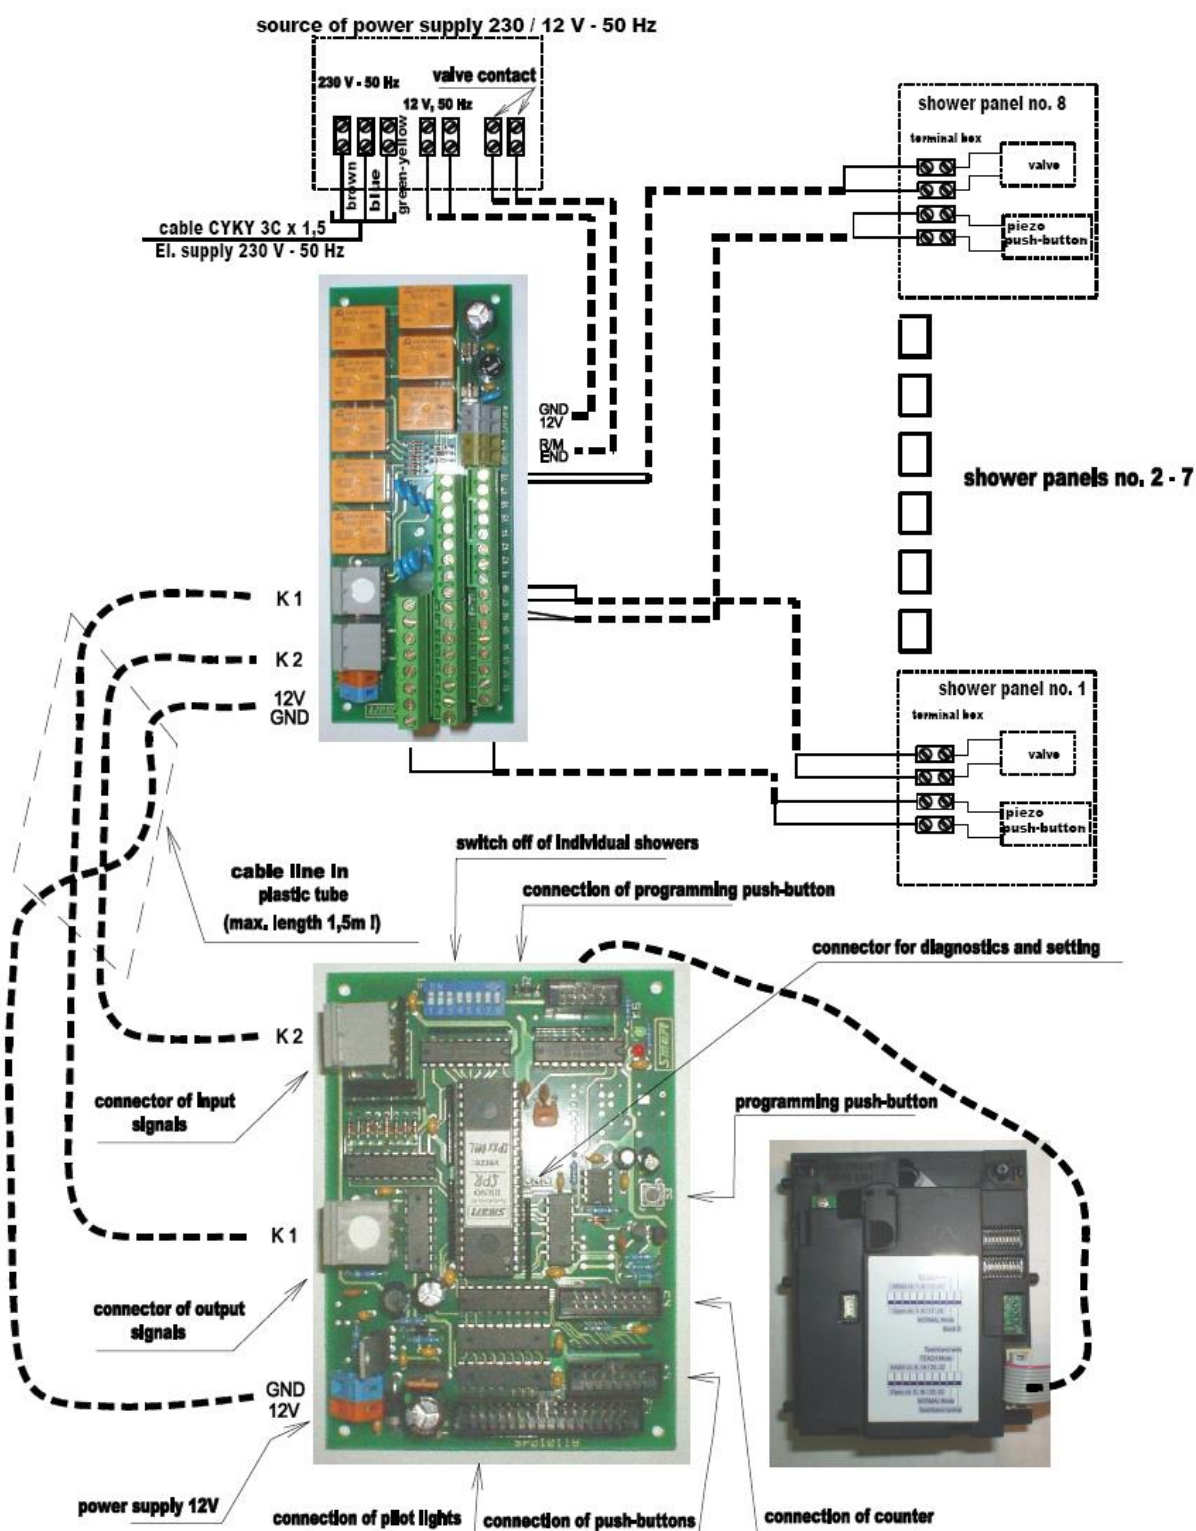 source of power supply 230 / 12 V - 50 Hz
230 V - 50 Hz
valve contact
12 V, 50 Hz
brown
blue
green-yellow
cable CYKY 3C x 1,5
El. supply 230 V - 50 Hz
shower panel no. 8
terminal box
valve
piezo
push-button
GND
12V
R/M
END
shower panels no. 2 - 7
K 1
K 2
12V
GND
shower panel no. 1
terminal box
valve
piezo
push-button
switch off of individual showers
cable line in
plastic tube
(max. length 1,5m !)
connection of programming push-button
connector for diagnostics and setting
K 2
connector of input
signals
programming push-button
K 1
connector of output
signals
GND
12V
power supply 12V
connection of pilot lights
connection of push-buttons
connection of counter